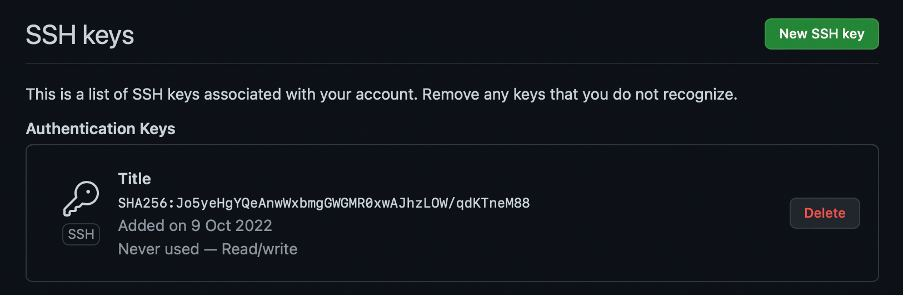 SSH keys
New SSH key
This is a list of SSH keys associated with your account. Remove any keys that you do not recognize.
Authentication Keys
Title
SHA256:Jo5yeHgYQeAnwWxbmgGWGMR0xwAJhzLOW/qdKTneM88
Added on 9 Oct 2022
Never used — Read/write
SSH
Delete